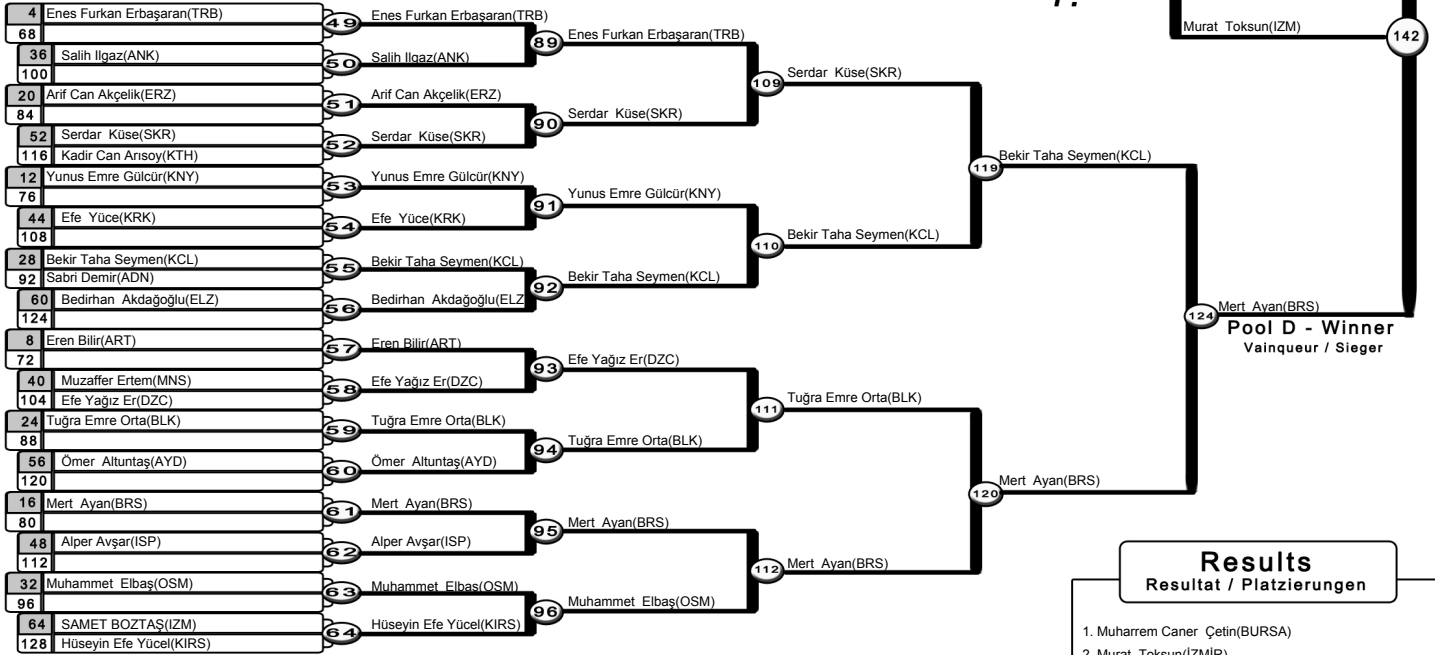 4 Enes Furkan Erbaşaran(TRB)
68
36 Salih Ilgaz(ANK)
100
20 Arif Can Akçelik(ERZ)
84
52 Serdar Küse(SKR)
116 Kadir Can Arısoy(KTH)
12 Yunus Emre Gülcür(KNY)
76
44 Efe Yüce(KRK)
108
28 Bekir Taha Seymen(KCL)
92 Sabri Demir(ADN)
60 Bedirhan Akdağoğlu(ELZ)
124
8 Eren Bilir(ART)
72
40 Muzaffer Ertem(MNS)
104 Efe Yağız Er(DZC)
24 Tuğra Emre Orta(BLK)
88
56 Ömer Altuntaş(AYD)
120
16 Mert Ayan(BRS)
80
48 Alper Avşar(ISP)
112
32 Muhammet Elbaş(OSM)
96
64 SAMET BOZTAŞ(IZM)
128 Hüseyin Efe Yücel(KIRS)
49 Enes Furkan Erbaşaran(TRB)
50 Salih Ilgaz(ANK)
51 Arif Can Akçelik(ERZ)
52 Serdar Küse(SKR)
53 Yunus Emre Gülcür(KNY)
54 Efe Yüce(KRK)
55 Bekir Taha Seymen(KCL)
56 Bedirhan Akdağoğlu(ELZ
57 Eren Bilir(ART)
58 Efe Yağız Er(DZC)
59 Tuğra Emre Orta(BLK)
60 Ömer Altuntaş(AYD)
61 Mert Ayan(BRS)
62 Alper Avşar(ISP)
63 Muhammet Elbaş(OSM)
64 Hüseyin Efe Yücel(KIRS)
89 Enes Furkan Erbaşaran(TRB)
90 Serdar Küse(SKR)
91 Yunus Emre Gülcür(KNY)
92 Bekir Taha Seymen(KCL)
93 Efe Yağız Er(DZC)
94 Tuğra Emre Orta(BLK)
95 Mert Ayan(BRS)
96 Muhammet Elbaş(OSM)
109 Serdar Küse(SKR)
110 Bekir Taha Seymen(KCL)
111 Tuğra Emre Orta(BLK)
112 Mert Ayan(BRS)
119 Bekir Taha Seymen(KCL)
120 Mert Ayan(BRS)
124 Mert Ayan(BRS)
Pool D - Winner
Vainqueur / Sieger
Murat Toksun(IZM)
142
Results
Resultat / Platzierungen
1. Muharrem Caner Çetin(BURSA)
2. Murat Toksun(İZMİR)